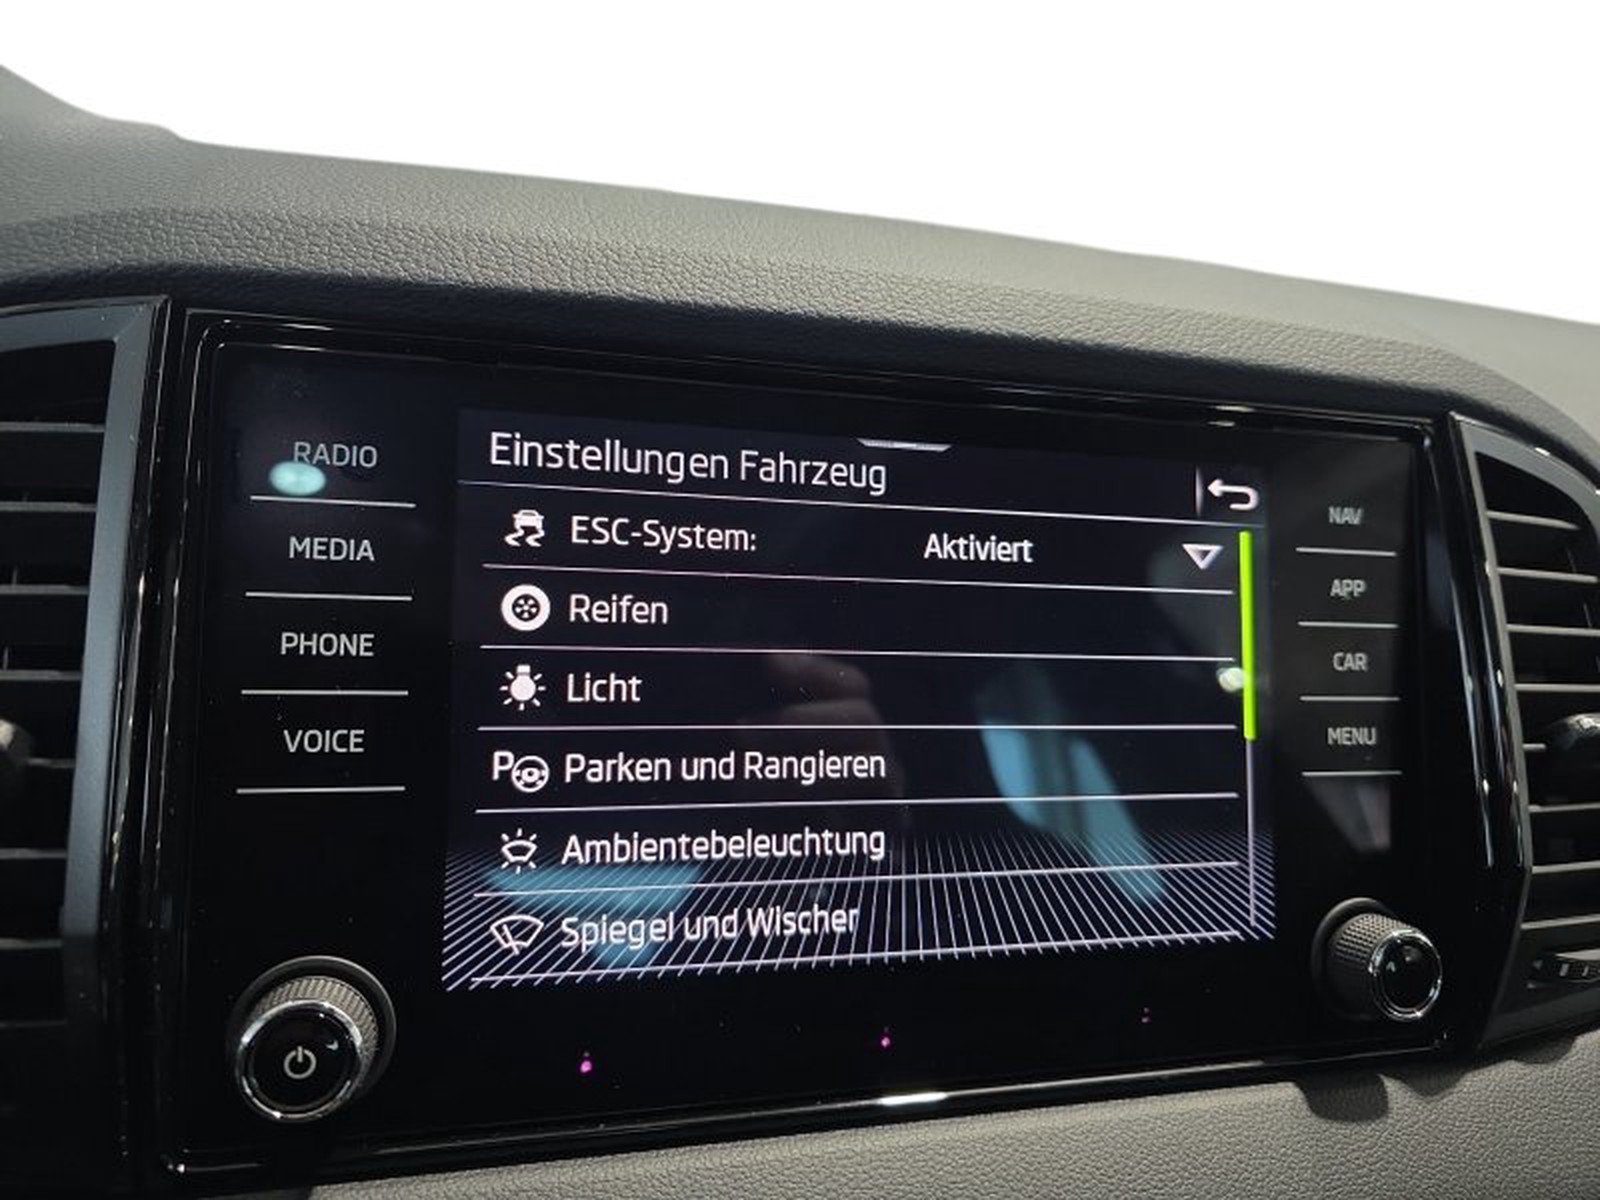 RADIO
MEDIA
PHONE
VOICE
Einstellungen Fahrzeug
ESC-System: Aktiviert
Reifen
Licht
P Parken und Rangieren
Ambientebeleuchtung
Spiegel und Wischer
NAV
APP
CAR
MENU